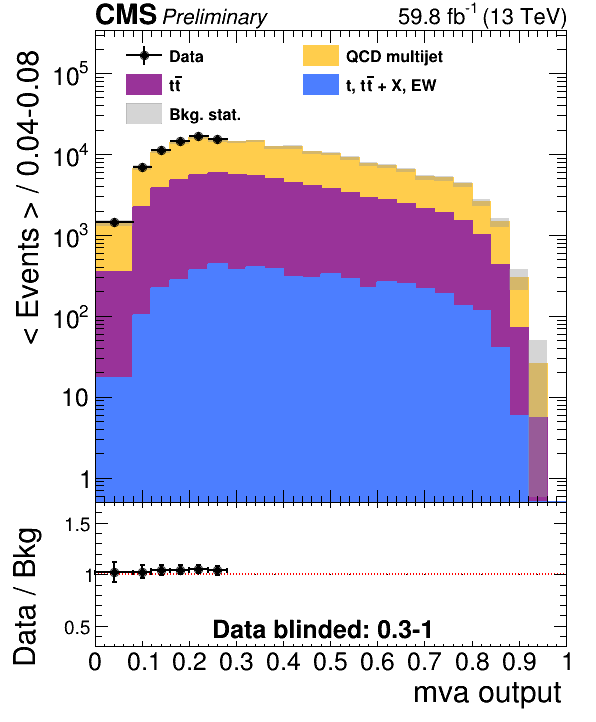 CMS Preliminary 59.8 fb⁻¹ (13 TeV)
Data QCD multijet
tt̅ t, tt̅ + X, EW
Bkg. stat.
< Events > / 0.04-0.08
10⁵
10⁴
10³
10²
10
1
Data / Bkg
1.5
1
0.5
Data blinded: 0.3-1
0 0.1 0.2 0.3 0.4 0.5 0.6 0.7 0.8 0.9 1
mva output